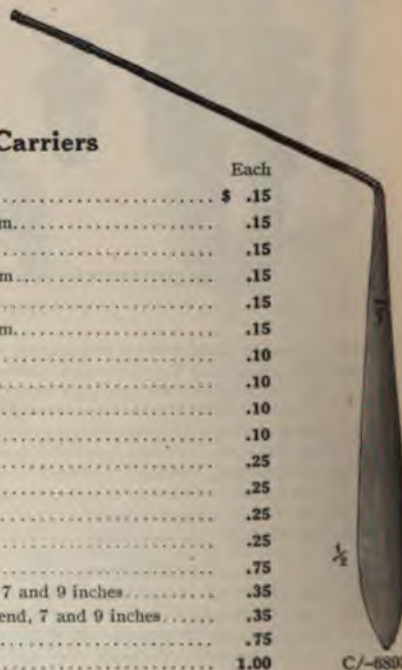 Carriers
Each
$ .15
m .15
.15
m .15
.15
m .15
.10
.10
.10
.10
.25
.25
.25
.25
.75
7 and 9 inches .35
end, 7 and 9 inches .35
.75
1.00
½